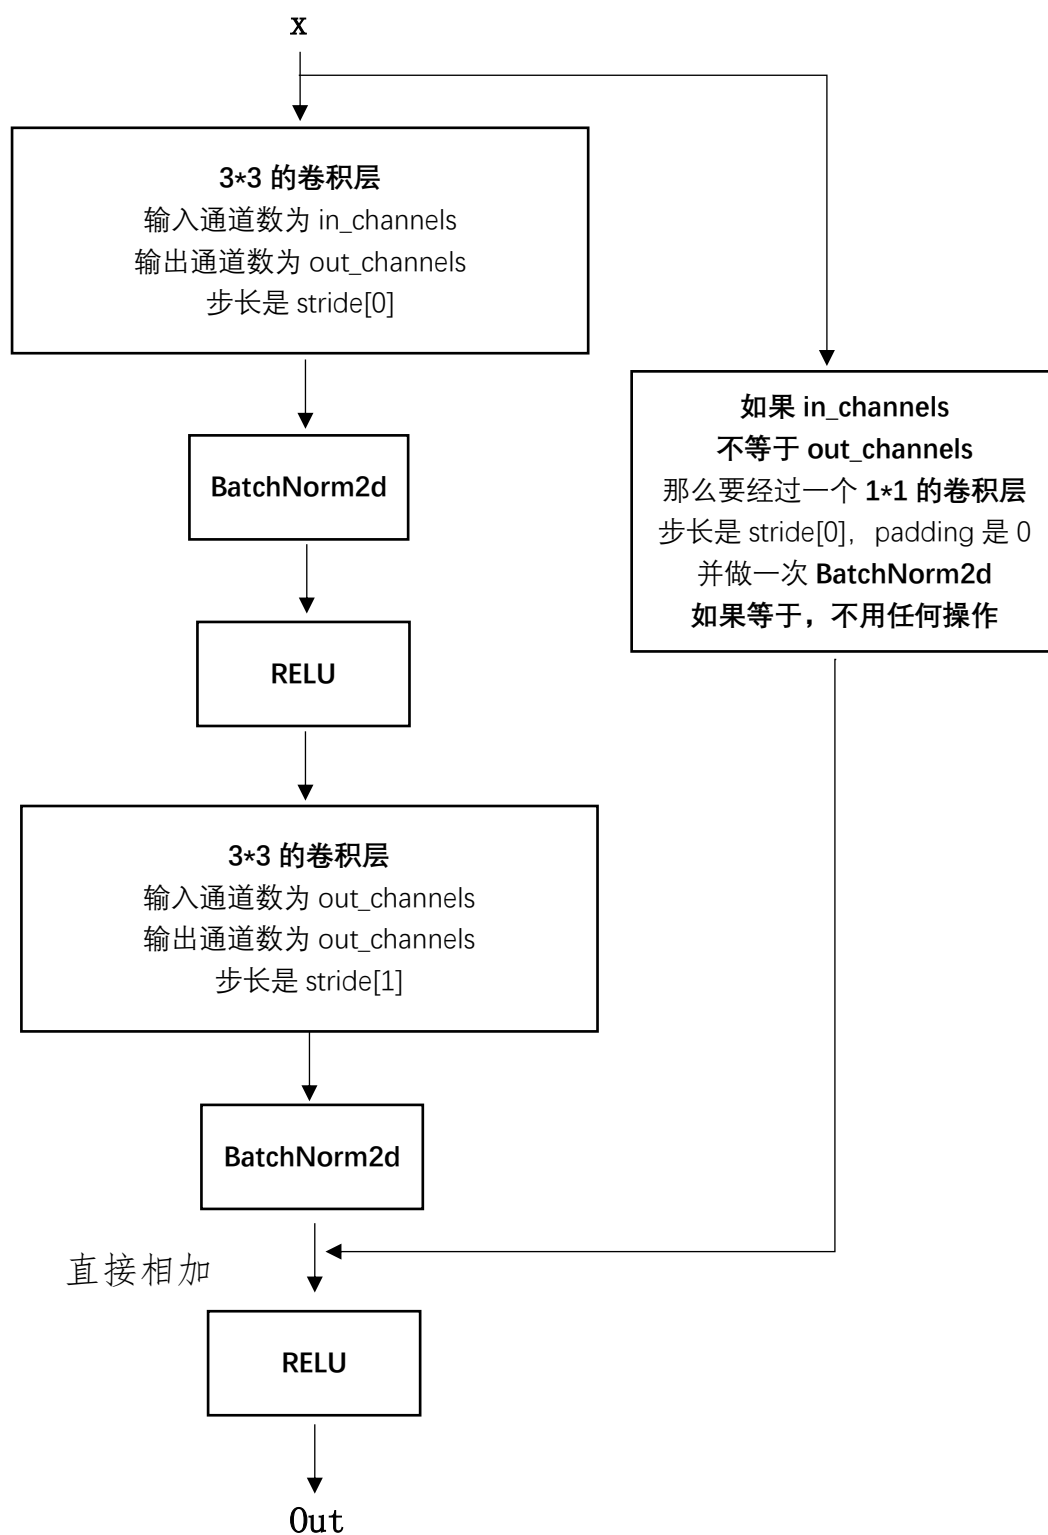 x
3*3 的卷积层
输入通道数为 in_channels
输出通道数为 out_channels
步长是 stride[0]
如果 in_channels
不等于 out_channels
那么要经过一个 1*1 的卷积层
步长是 stride[0]，padding 是 0
并做一次 BatchNorm2d
如果等于，不用任何操作
BatchNorm2d
RELU
3*3 的卷积层
输入通道数为 out_channels
输出通道数为 out_channels
步长是 stride[1]
BatchNorm2d
直接相加
RELU
Out